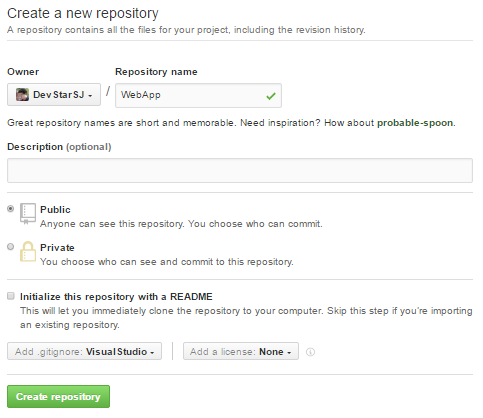 Create a new repository
A repository contains all the files for your project, including the revision history.
Owner Repository name
DevStarSJ / WebApp
Great repository names are short and memorable. Need inspiration? How about probable-spoon.
Description (optional)
Public
Anyone can see this repository. You choose who can commit.
Private
You choose who can see and commit to this repository.
Initialize this repository with a README
This will let you immediately clone the repository to your computer. Skip this step if you're importing
an existing repository.
Add .gitignore: VisualStudio Add a license: None
Create repository